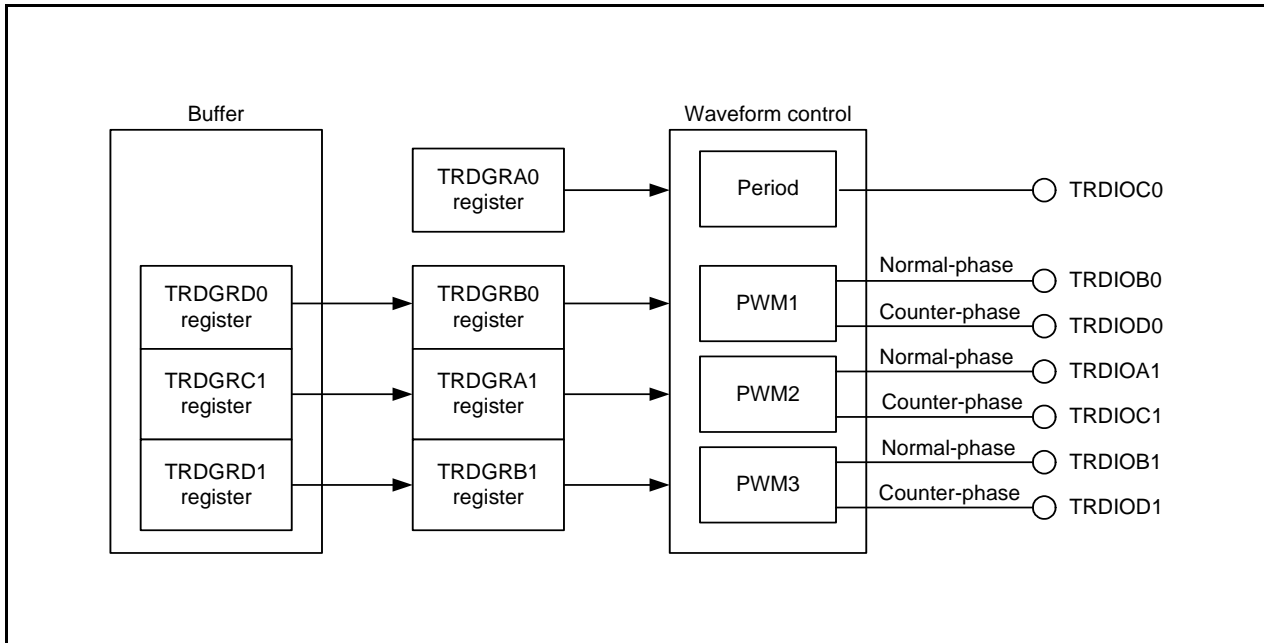 Buffer
Waveform control
TRDGRA0
register
Period
TRDIOC0
TRDGRD0
register
TRDGRB0
register
PWM1
Normal-phase
TRDIOB0
Counter-phase
TRDIOD0
TRDGRC1
register
TRDGRA1
register
PWM2
Normal-phase
TRDIOA1
Counter-phase
TRDIOC1
TRDGRD1
register
TRDGRB1
register
PWM3
Normal-phase
TRDIOB1
Counter-phase
TRDIOD1